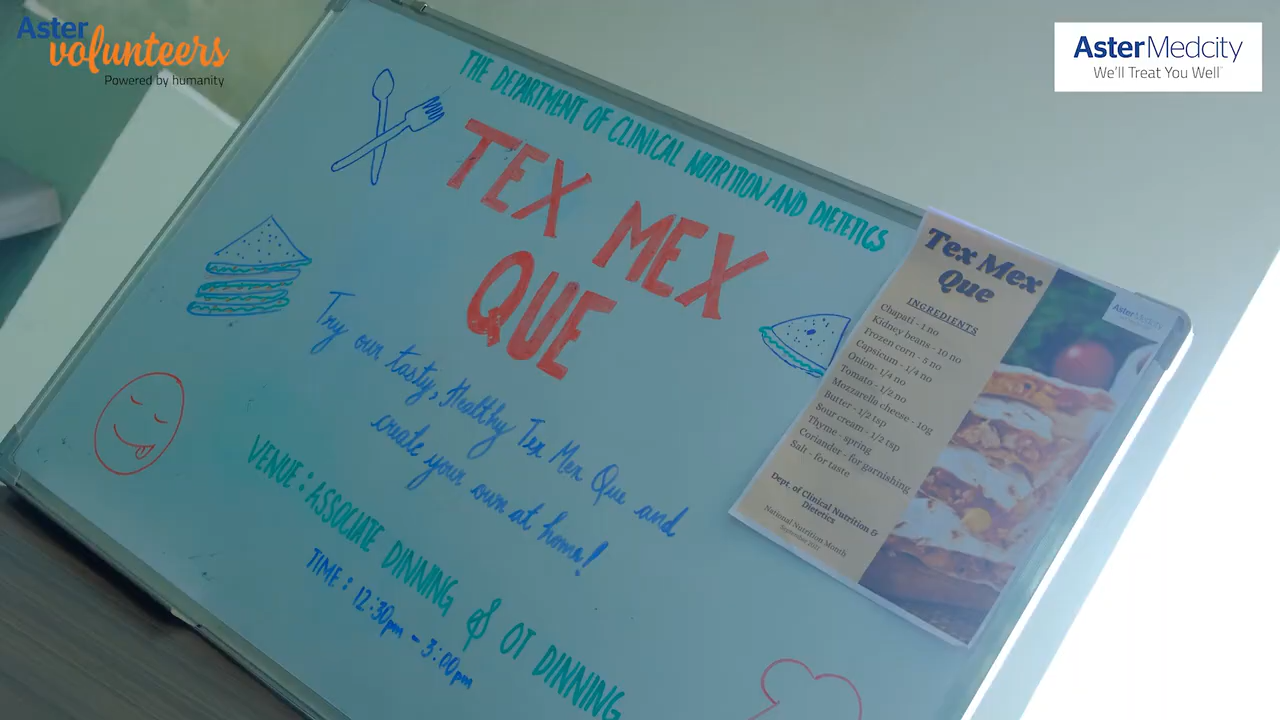 Aster
volunteers
Powered by humanity
AsterMedcity
We'll Treat You Well
THE DEPARTMENT OF CLINICAL NUTRITION AND DIETETICS
TEX MEX
QUE
Try our tasty, Healthy Tex Mex Que and
create your own at home!
VENUE: ASSOCIATE DINNING & OT DINNING
TIME: 12:30pm - 3:00pm
Tex Mex
Que
INGREDIENTS
Chapati - 1 no
Kidney beans - 10 no
Frozen corn - 5 no
Capsicum - 1/4 no
Onion- 1/4 no
Tomato - 1/2 no
Mozzarella cheese - 10g
Butter - 1/2 tsp
Sour cream - 1/2 tsp
Thyme - spring
Coriander - for garnishing
Salt - for taste
Dept. of Clinical Nutrition &
Dietetics
National Nutrition Month
September 2021
AsterMedcity